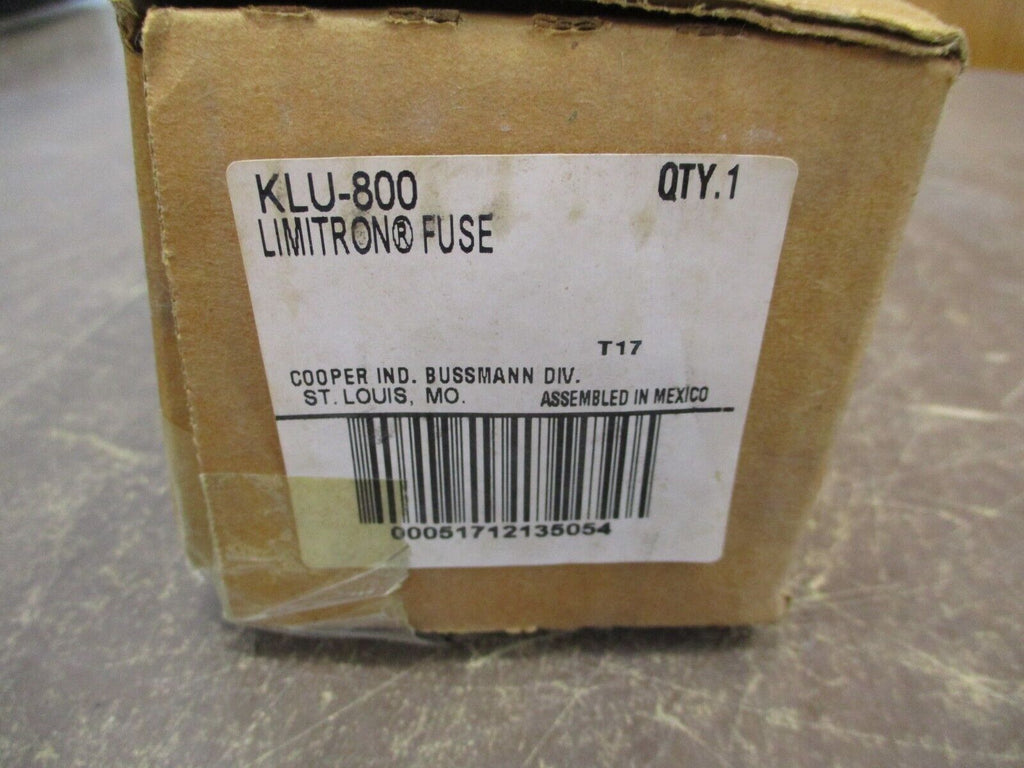 KLU-800
QTY.1
LIMITRON® FUSE
T17
COOPER IND. BUSSMANN DIV.
ST. LOUIS, MO.
ASSEMBLED IN MEXICO
00051712135054